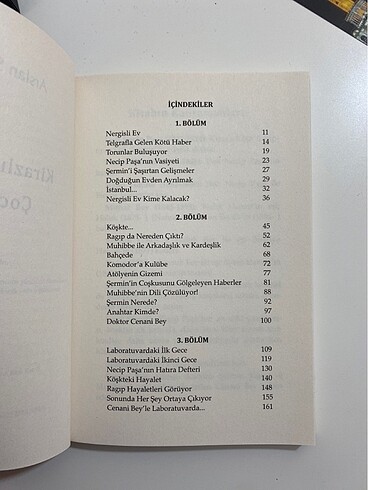 Arslan
Kirazlı
Çoc
İÇİNDEKİLER
1. BÖLÜM
Nergisli Ev 11
Telgrafla Gelen Kötü Haber 14
Torunlar Buluşuyor 19
Necip Paşa'nın Vasiyeti 23
Şermin'i Şaşırtan Gelişmeler 27
Doğduğun Evden Ayrılmak 29
İstanbul... 32
Nergisli Ev Kime Kalacak? 36
2. BÖLÜM
Köşkte... 45
Ragıp da Nereden Çıktı? 52
Muhibbe ile Arkadaşlık ve Kardeşlik 62
Bahçede 68
Komodor'a Kulübe 72
Atölyenin Gizemi 77
Şermin'in Coşkusunu Gölgeleyen Haberler 81
Muhibbe'nin Dili Çözülüyor! 88
Şermin Nerede? 92
Anahtar Kimde? 97
Doktor Cenani Bey 100
3. BÖLÜM
Laboratuvardaki İlk Gece 109
Laboratuvardaki İkinci Gece 119
Necip Paşa'nın Hatıra Defteri 130
Köşkteki Hayalet 140
Ragıp Hayaletleri Görüyor 148
Sonunda Her Şey Ortaya Çıkıyor 155
Cenani Bey'le Laboratuvarda... 161